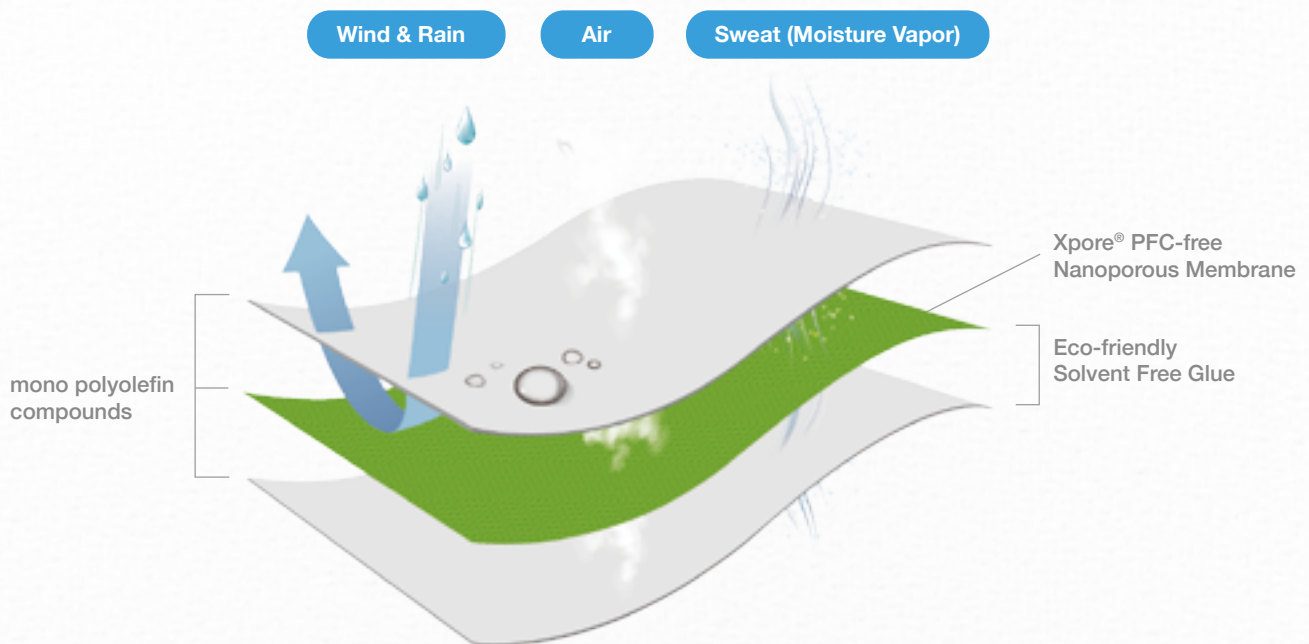 Wind & Rain
Air
Sweat (Moisture Vapor)
Xpore® PFC-free
Nanoporous Membrane
Eco-friendly
Solvent Free Glue
mono polyolefin
compounds